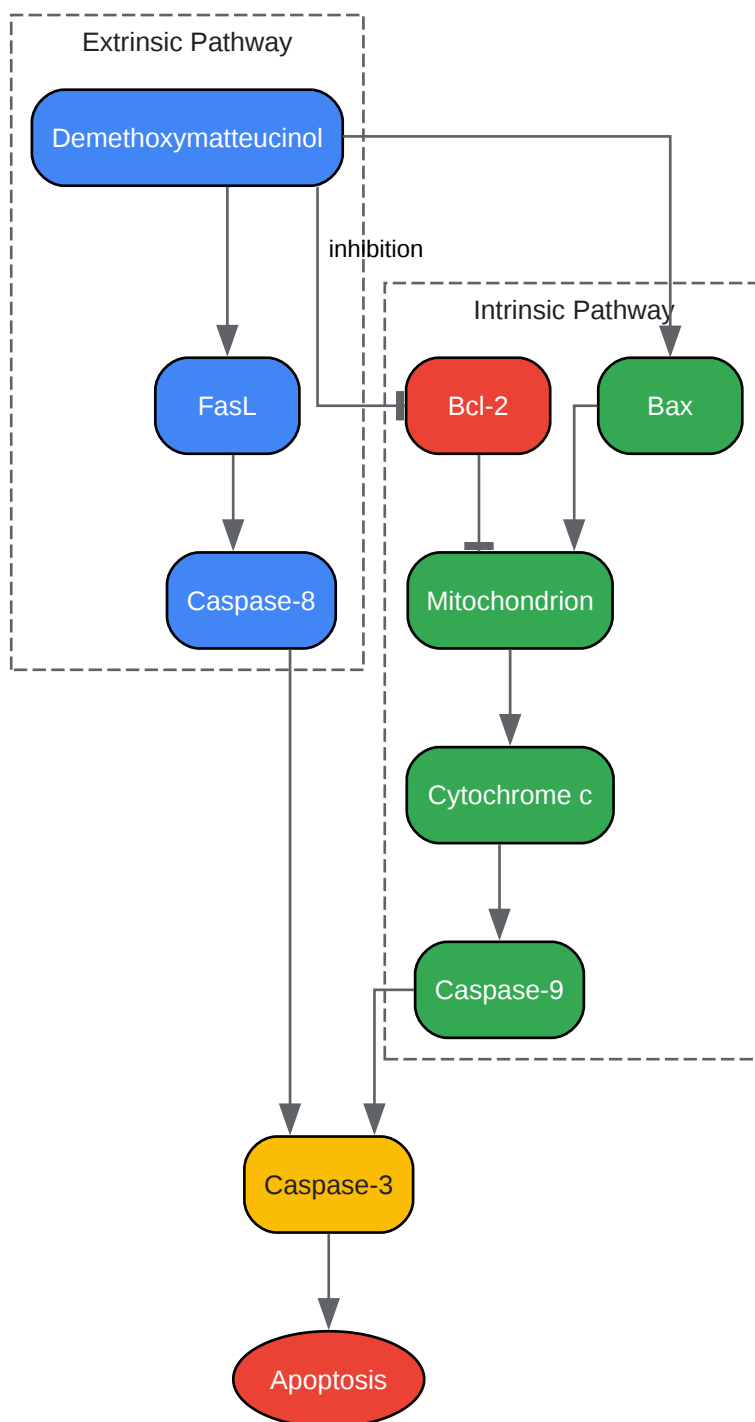 Extrinsic Pathway
Demethoxymatteucinol
inhibition
Intrinsic Pathway
FasL
Bcl-2
Bax
Caspase-8
Mitochondrion
Cytochrome c
Caspase-9
Caspase-3
Apoptosis